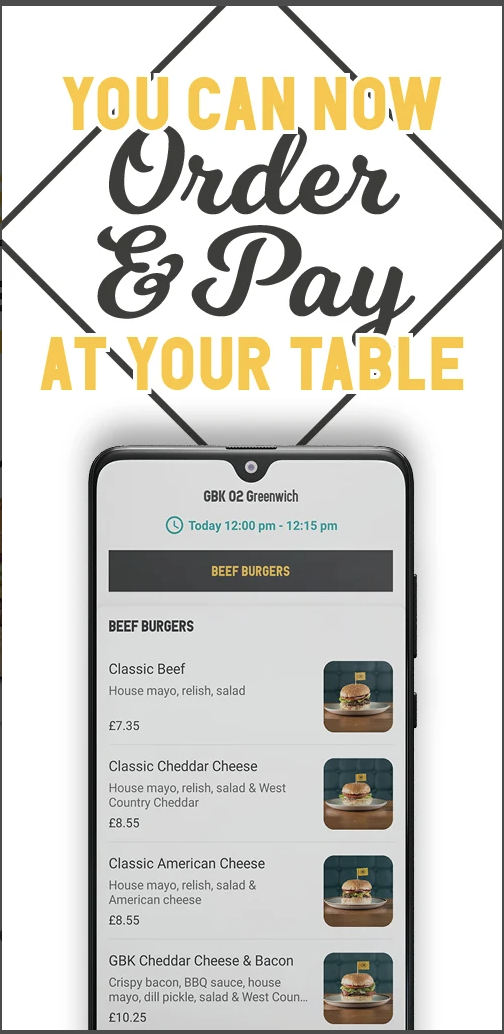 YOU CAN NOW
Order
& Pay
AT YOUR TABLE
GBK O2 Greenwich
Today 12:00 pm - 12:15 pm
BEEF BURGERS
BEEF BURGERS
Classic Beef
House mayo, relish, salad
£7.35
Classic Cheddar Cheese
House mayo, relish, salad & West
Country Cheddar
£8.55
Classic American Cheese
House mayo, relish, salad &
American cheese
£8.55
GBK Cheddar Cheese & Bacon
Crispy bacon, BBQ sauce, house
mayo, dill pickle, salad & West Coun...
£10.25